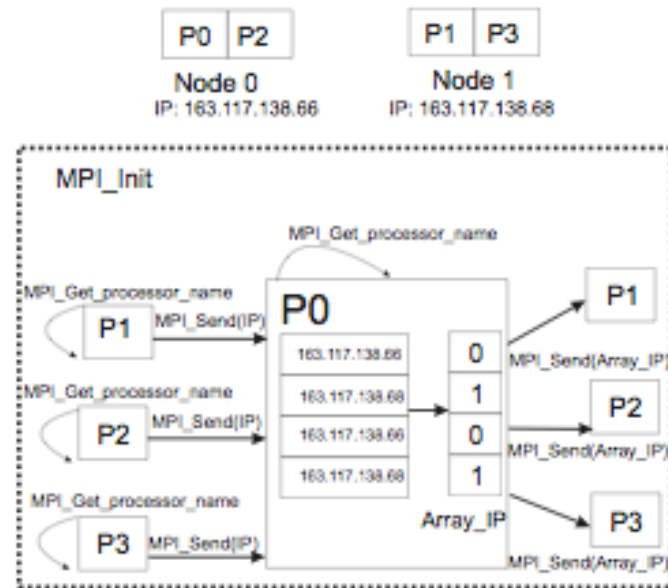 P0 P2
P1 P3
Node 0
Node 1
IP: 163.117.138.66
IP: 163.117.138.68
MPI_Init
MPI_Get_processor_name
MPI_Get_processor_name
P1
MPI_Send(IP)
P0
P1
163.117.138.66
0
MPI_Send(Array_IP)
MPI_Get_processor_name
163.117.138.68
1
P2
P2
MPI_Send(IP)
163.117.138.66
0
MPI_Send(Array_IP)
163.117.138.68
1
MPI_Get_processor_name
Array_IP
P3
P3
MPI_Send(IP)
MPI_Send(Array_IP)